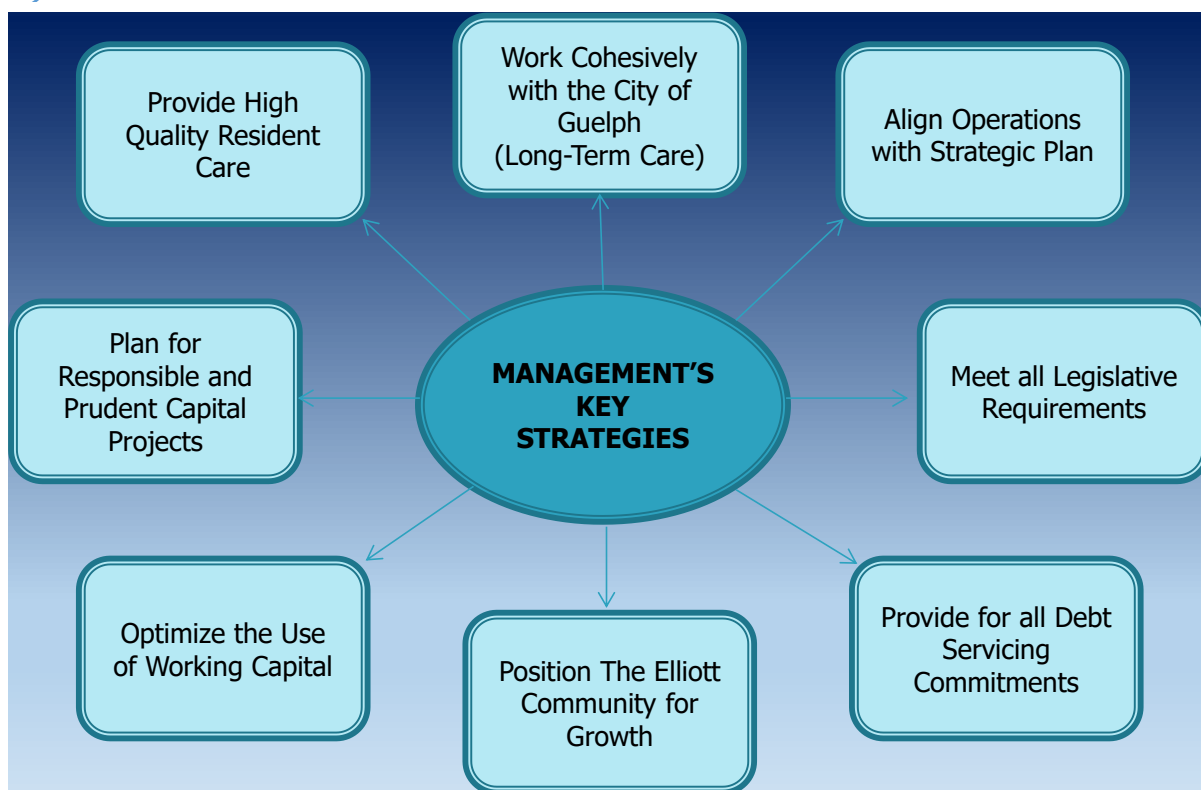 Provide High
Quality Resident
Care
Work Cohesively
with the City of
Guelph
(Long-Term Care)
Align Operations
with Strategic Plan
Plan for
Responsible and
Prudent Capital
Projects
MANAGEMENT’S
KEY
STRATEGIES
Meet all Legislative
Requirements
Optimize the Use
of Working Capital
Position The Elliott
Community for
Growth
Provide for all Debt
Servicing
Commitments